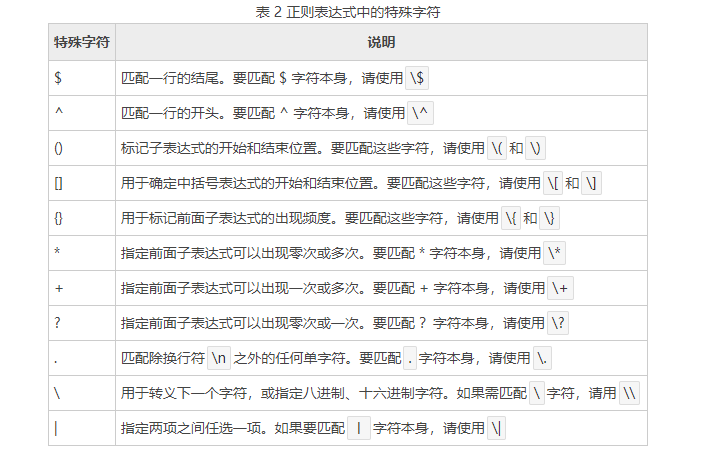 表 2 正则表达式中的特殊字符
特殊字符 说明
$ 匹配一行的结尾。要匹配 $ 字符本身，请使用 \$
^ 匹配一行的开头。要匹配 ^ 字符本身，请使用 \^
() 标记子表达式的开始和结束位置。要匹配这些字符，请使用 \( 和 \)
[] 用于确定中括号表达式的开始和结束位置。要匹配这些字符，请使用 \[ 和 \]
{} 用于标记前面子表达式的出现频度。要匹配这些字符，请使用 \{ 和 \}
* 指定前面子表达式可以出现零次或多次。要匹配 * 字符本身，请使用 \*
+ 指定前面子表达式可以出现一次或多次。要匹配 + 字符本身，请使用 \+
? 指定前面子表达式可以出现零次或一次。要匹配 ? 字符本身，请使用 \?
. 匹配除换行符 \n 之外的任何单字符。要匹配 . 字符本身，请使用 \.
\ 用于转义下一个字符，或指定八进制、十六进制字符。如果需匹配 \ 字符，请用 \\
| 指定两项之间任选一项。如果要匹配 丨 字符本身，请使用 \|